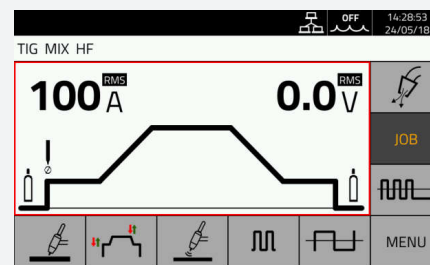 OFF
14:28:53
24/05/18
TIG MIX HF
100 RMS A
0.0 RMS V
JOB
MENU